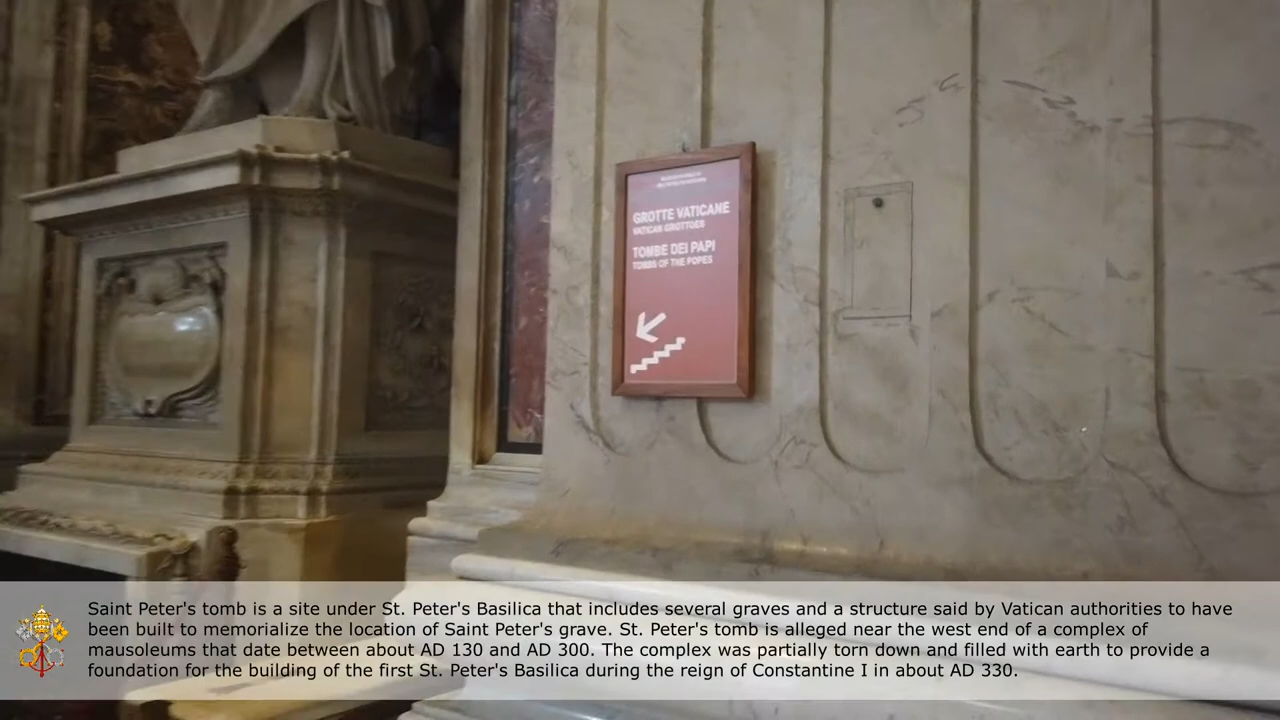 GROTTE VATICANE
VATICAN GROTTOES
TOMBE DEI PAPI
TOMBS OF THE POPES
Saint Peter's tomb is a site under St. Peter's Basilica that includes several graves and a structure said by Vatican authorities to have
been built to memorialize the location of Saint Peter's grave. St. Peter's tomb is alleged near the west end of a complex of
mausoleums that date between about AD 130 and AD 300. The complex was partially torn down and filled with earth to provide a
foundation for the building of the first St. Peter's Basilica during the reign of Constantine I in about AD 330.